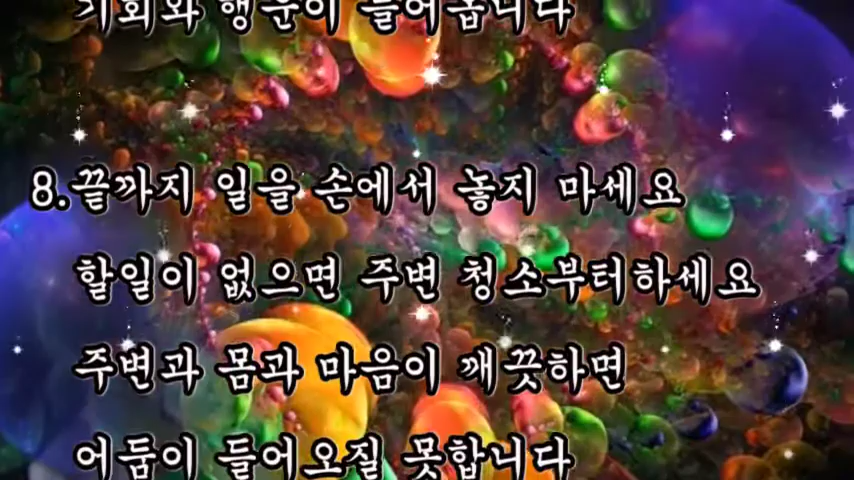 기회와 행운이 들어옵니다
8.끝까지 일을 손에서 놓지 마세요
할일이 없으면 주변 청소부터하세요
주변과 몸과 마음이 깨끗하면
어둠이 들어오질 못합니다